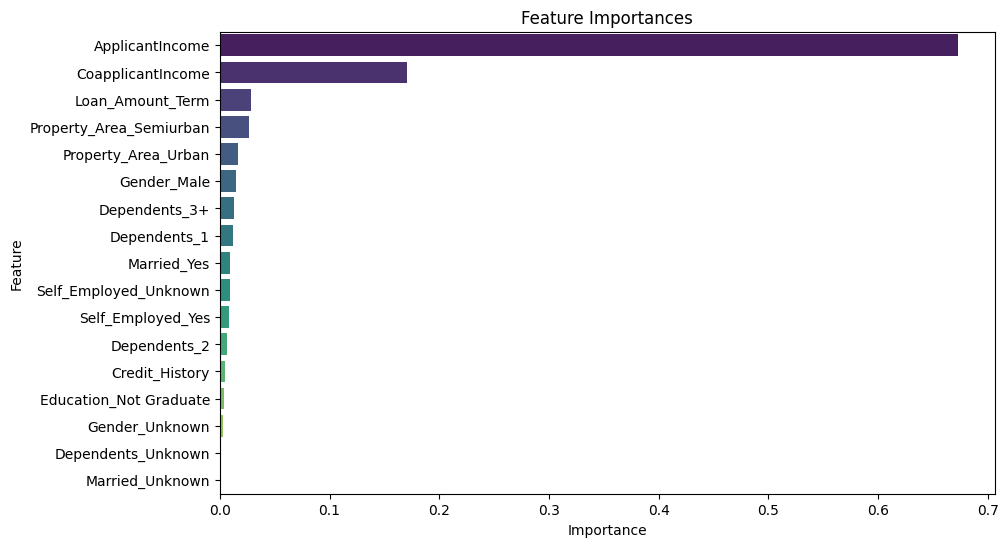 Feature Importances
Feature
ApplicantIncome
CoapplicantIncome
Loan_Amount_Term
Property_Area_Semiurban
Property_Area_Urban
Gender_Male
Dependents_3+
Dependents_1
Married_Yes
Self_Employed_Unknown
Self_Employed_Yes
Dependents_2
Credit_History
Education_Not Graduate
Gender_Unknown
Dependents_Unknown
Married_Unknown
0.0 0.1 0.2 0.3 0.4 0.5 0.6 0.7
Importance